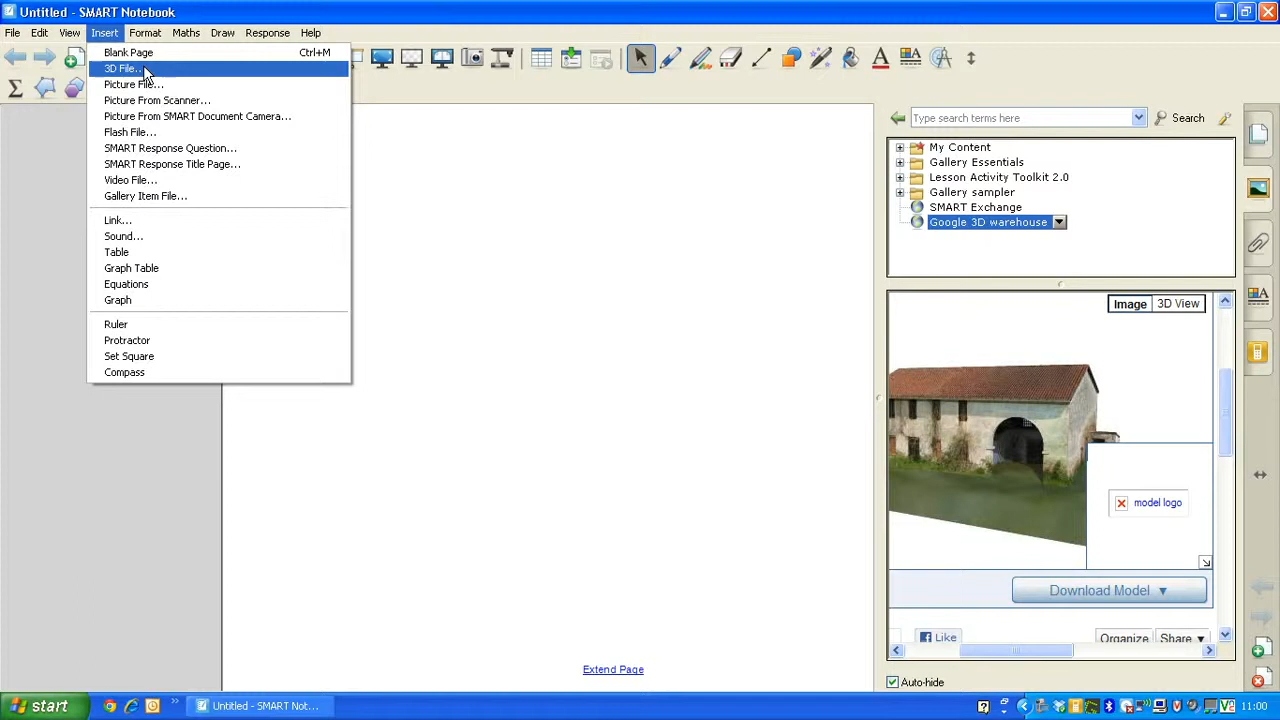 Untitled - SMART Notebook
File Edit View Insert Format Maths Draw Response Help
Blank Page Ctrl+M
3D File...
Picture File...
Picture From Scanner...
Picture From SMART Document Camera...
Flash File...
SMART Response Question...
SMART Response Title Page...
Video File...
Gallery Item File...
Link...
Sound...
Table
Graph Table
Equations
Graph
Ruler
Protractor
Set Square
Compass
Type search terms here Search
My Content
Gallery Essentials
Lesson Activity Toolkit 2.0
Gallery sampler
SMART Exchange
Google 3D warehouse
Image 3D View
model logo
Download Model
Like Organize Share
Extend Page
Auto-hide
start Untitled - SMART Not... 11:00